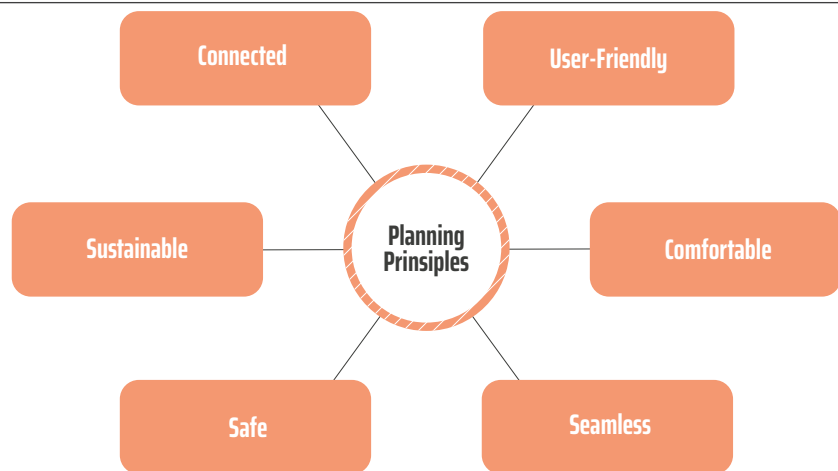 Connected
User-Friendly
Planning
Prinsiples
Sustainable
Comfortable
Safe
Seamless